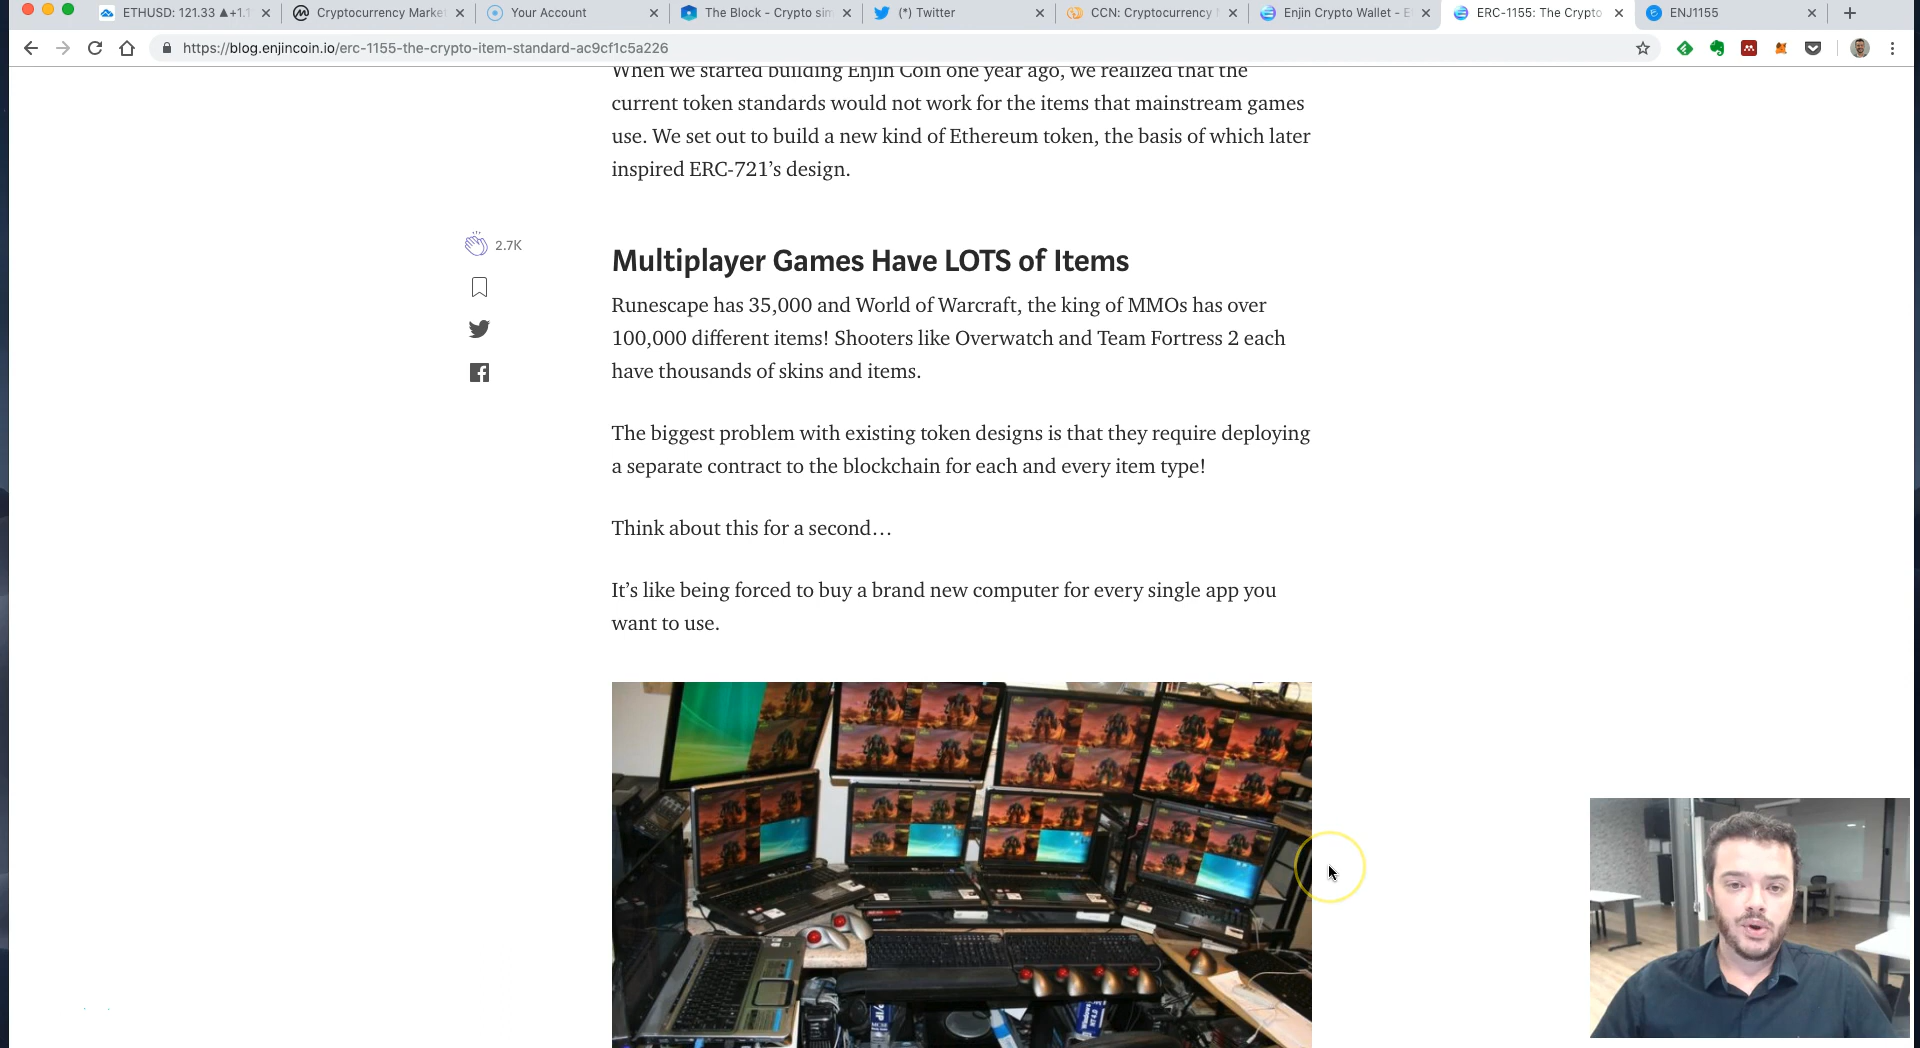 ETHUSD: 121.33 ▲+1.1
Cryptocurrency Marke
Your Account
The Block - Crypto sim
(*) Twitter
CCN: Cryptocurrency
Enjin Crypto Wallet - E
ERC-1155: The Crypto
ENJ1155
https://blog.enjincoin.io/erc-1155-the-crypto-item-standard-ac9cf1c5a226
When we started building Enjin Coin one year ago, we realized that the
current token standards would not work for the items that mainstream games
use. We set out to build a new kind of Ethereum token, the basis of which later
inspired ERC-721’s design.
2.7K
Multiplayer Games Have LOTS of Items
Runescape has 35,000 and World of Warcraft, the king of MMOs has over
100,000 different items! Shooters like Overwatch and Team Fortress 2 each
have thousands of skins and items.
The biggest problem with existing token designs is that they require deploying
a separate contract to the blockchain for each and every item type!
Think about this for a second…
It’s like being forced to buy a brand new computer for every single app you
want to use.